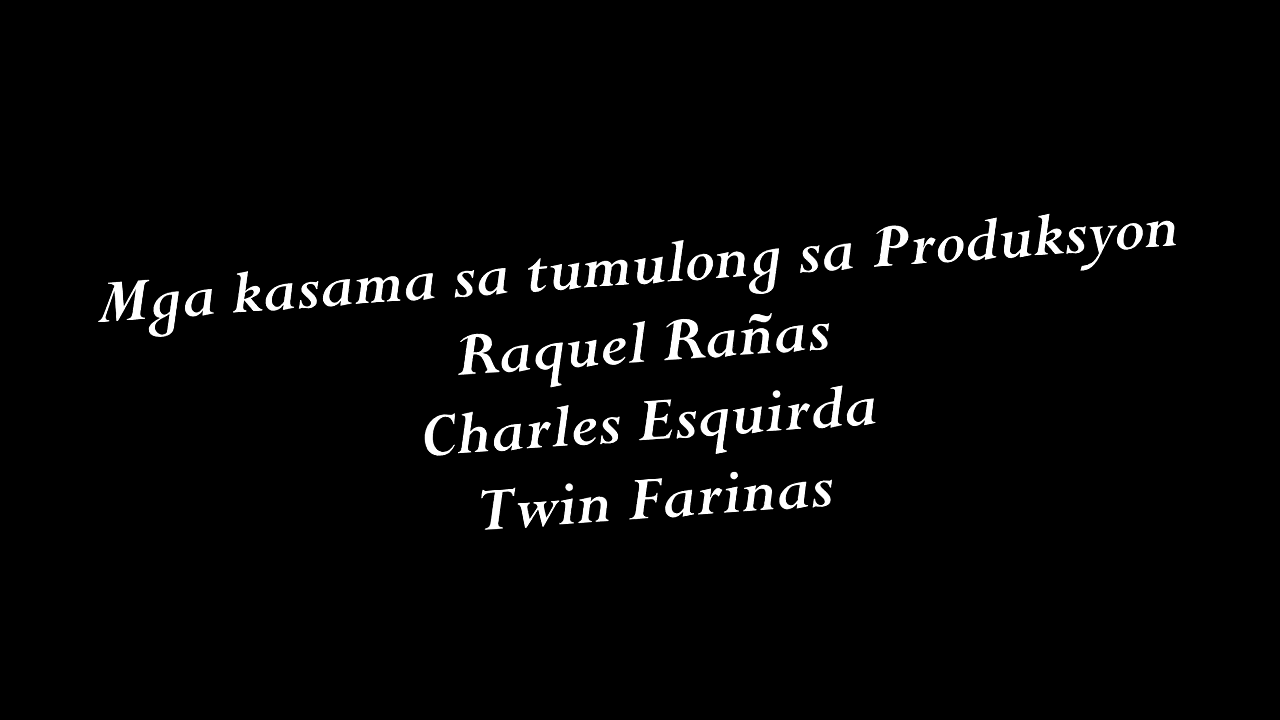 Mga kasama sa tumulong sa Produksyon
Raquel Rañas
Charles Esquirda
Twin Farinas